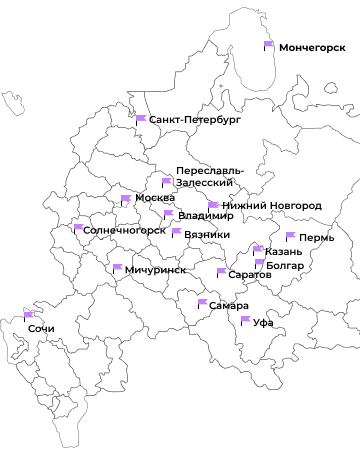 Мончегорск
Санкт-Петербург
Переславль-
Залесский
Москва
Нижний Новгород
Владимир
Солнечногорск
Вязники
Пермь
Казань
Болгар
Мичуринск
Саратов
Самара
Уфа
Сочи